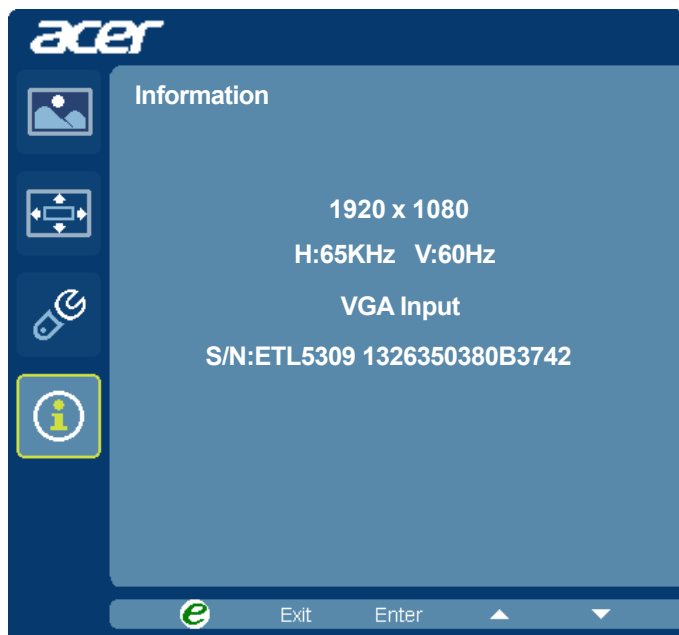 acer
Information
1920 x 1080
H:65KHz V:60Hz
VGA Input
S/N:ETL5309 1326350380B3742
e Exit Enter